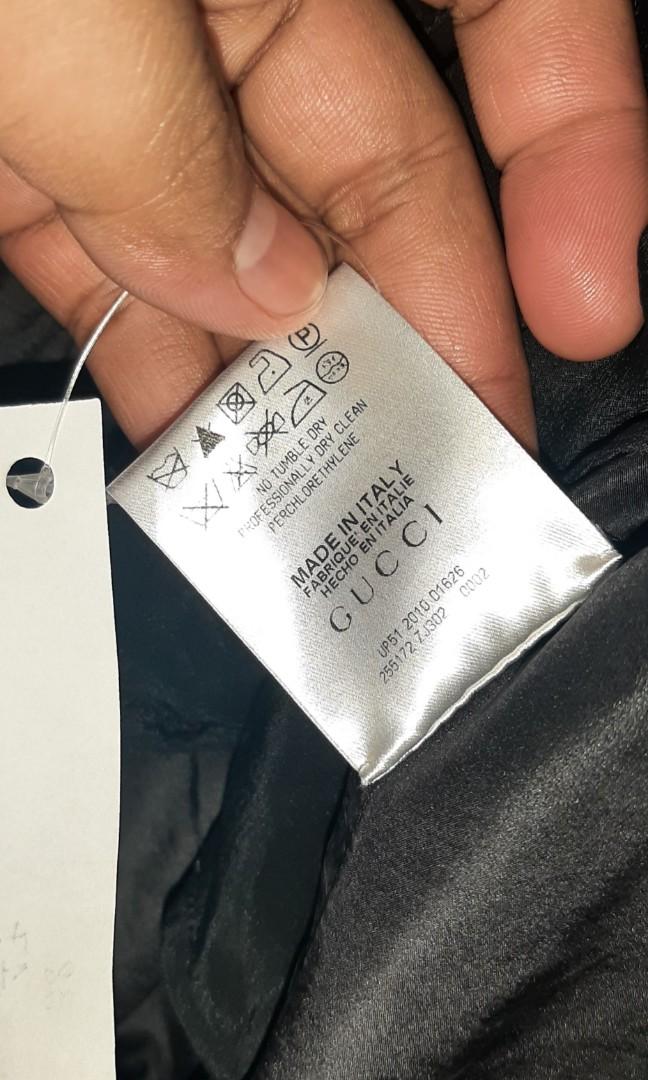 P
NO TUMBLE DRY
PROFESSIONALLY DRY CLEAN
PERCHLORETHYLENE
MADE IN ITALY
FABRIQUE' EN ITALIE
HECHO EN ITALIA
GUCCI
UP51 2010 01626
255172 7J302 0002